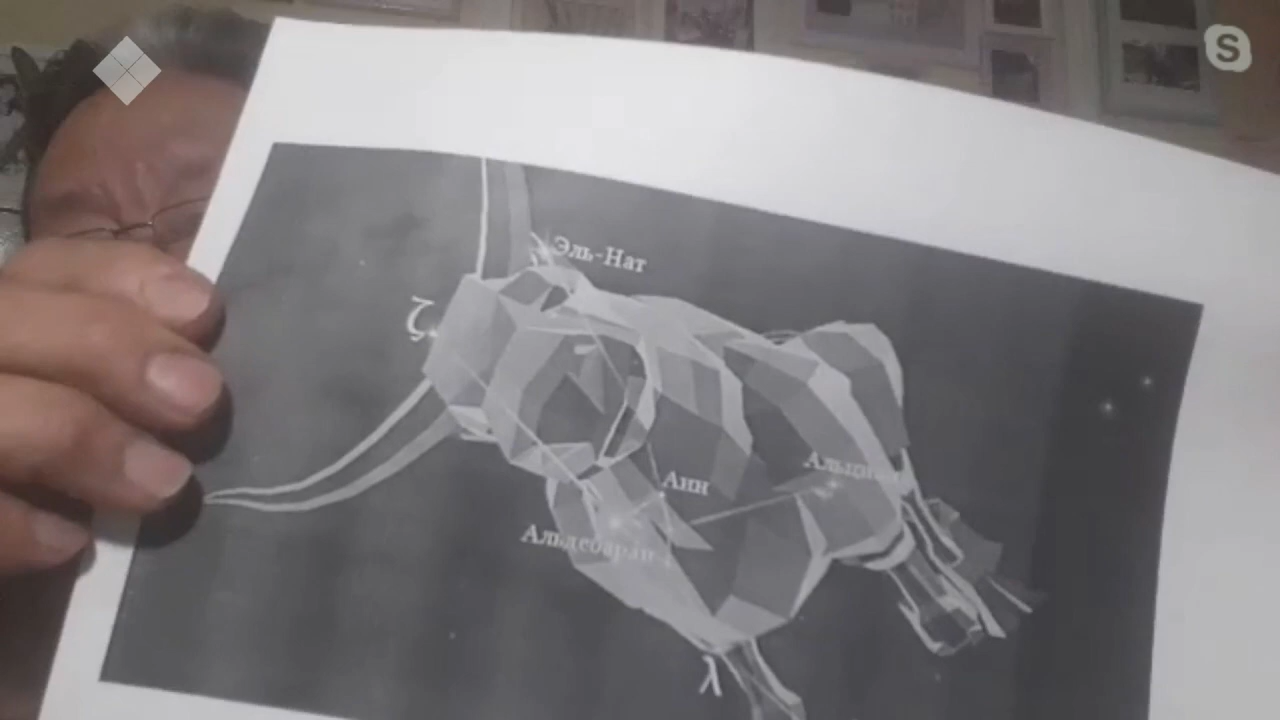 S
Эль-Нат
ζ
Аин
Альдебаран
λ